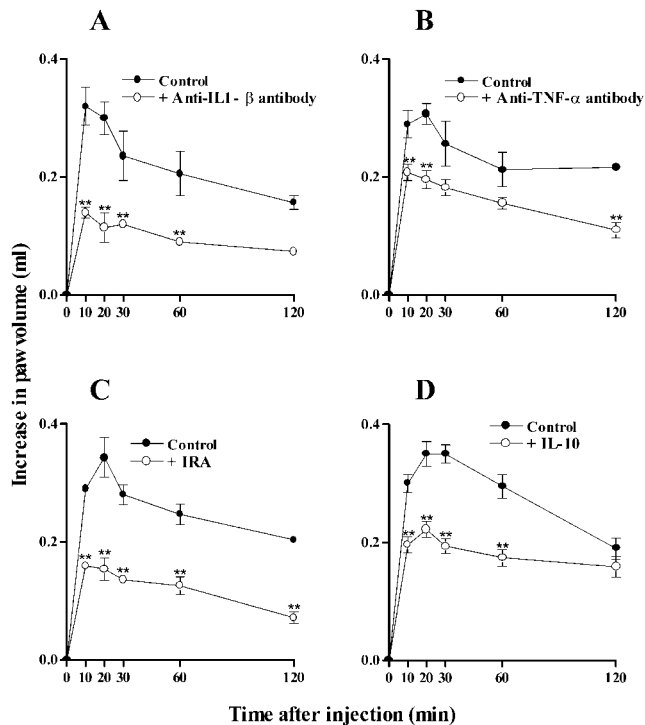 A
B
0.4
Control
+ Anti-IL1- β antibody
0.2
**
**
**
**
0.0
0 10 20 30 60 120
0.4
Control
+ Anti-TNF-α antibody
0.2
**
**
**
0.0
0 10 20 30 60 120
Increase in paw volume (ml)
C
D
0.4
Control
+ IRA
0.2
**
**
**
**
**
0.0
0 10 20 30 60 120
0.4
Control
+ IL-10
0.2
**
**
**
**
0.0
0 10 20 30 60 120
Time after injection (min)